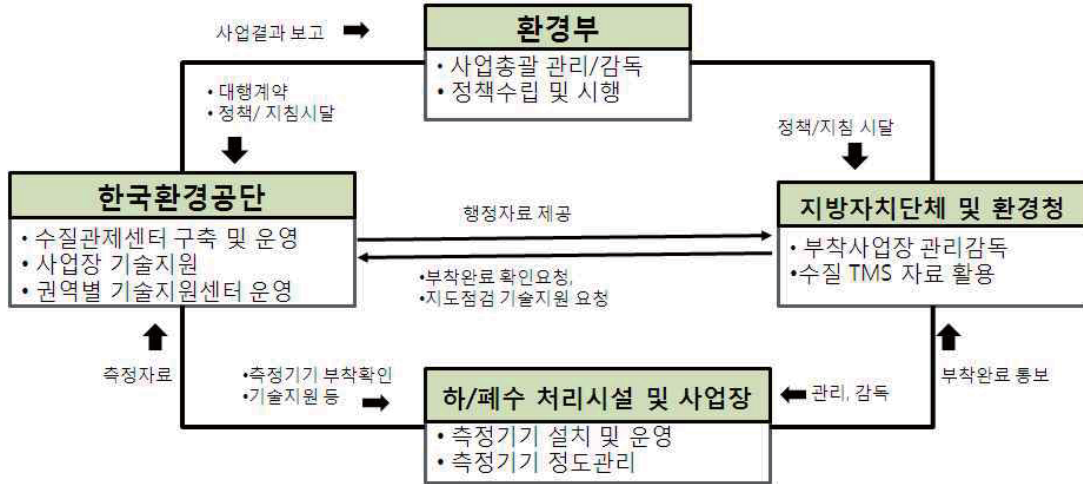 사업결과 보고
환경부
• 사업총괄 관리/감독
• 정책수립 및 시행
• 대행계약
• 정책/ 지침시달
정책/지침 시달
한국환경공단
• 수질관제센터 구축 및 운영
• 사업장 기술지원
• 권역별 기술지원센터 운영
행정자료 제공
•부착완료 확인요청,
•지도점검 기술지원 요청
지방자치단체 및 환경청
• 부착사업장 관리감독
•수질 TMS 자료 활용
측정자료
•측정기기 부착확인
•기술지원 등
하/폐수 처리시설 및 사업장
• 측정기기 설치 및 운영
• 측정기기 정도관리
관리, 감독
부착완료 통보